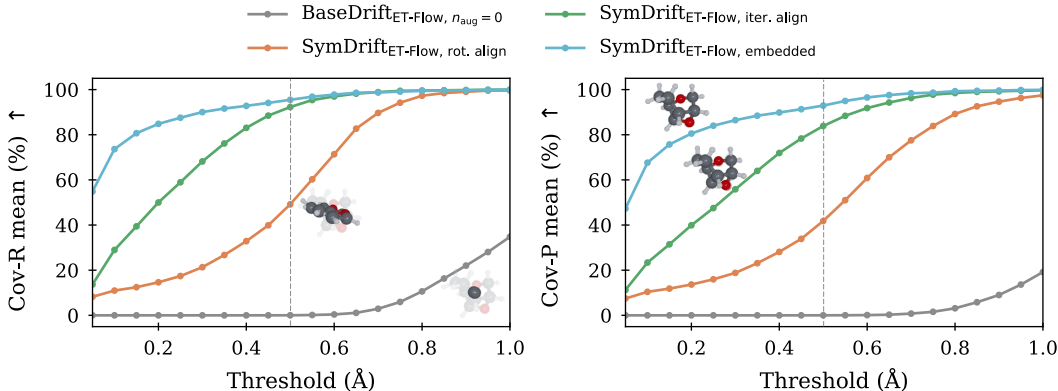 BaseDrift_ET-Flow, n_aug = 0
SymDrift_ET-Flow, rot. align
SymDrift_ET-Flow, iter. align
SymDrift_ET-Flow, embedded
Cov-R mean (%) ↑
100
80
60
40
20
0
0.2 0.4 0.6 0.8 1.0
Threshold (Å)
Cov-P mean (%) ↑
100
80
60
40
20
0
0.2 0.4 0.6 0.8 1.0
Threshold (Å)